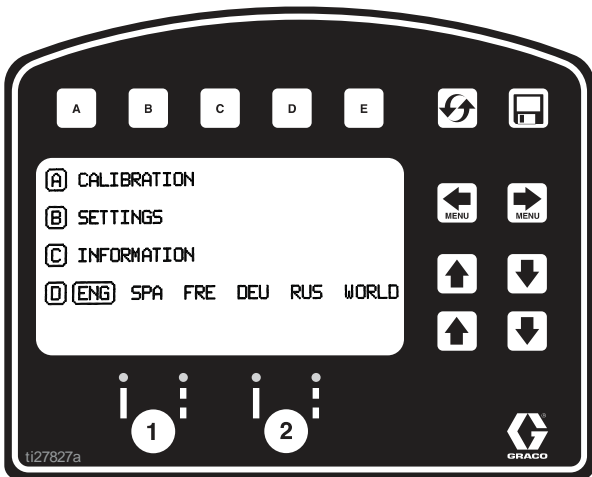 A B C D E
A CALIBRATION
MENU MENU
B SETTINGS
C INFORMATION
D ENG SPA FRE DEU RUS WORLD
1 2
GRACO
ti27827a